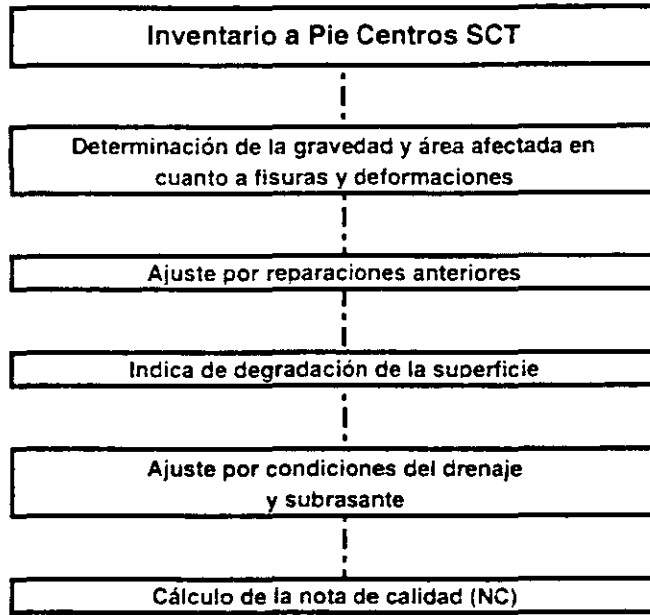 Inventario a Pie Centros SCT
Determinación de la gravedad y área afectada en
cuanto a fisuras y deformaciones
Ajuste por reparaciones anteriores
Indica de degradación de la superficie
Ajuste por condiciones del drenaje
y subrasante
Cálculo de la nota de calidad (NC)